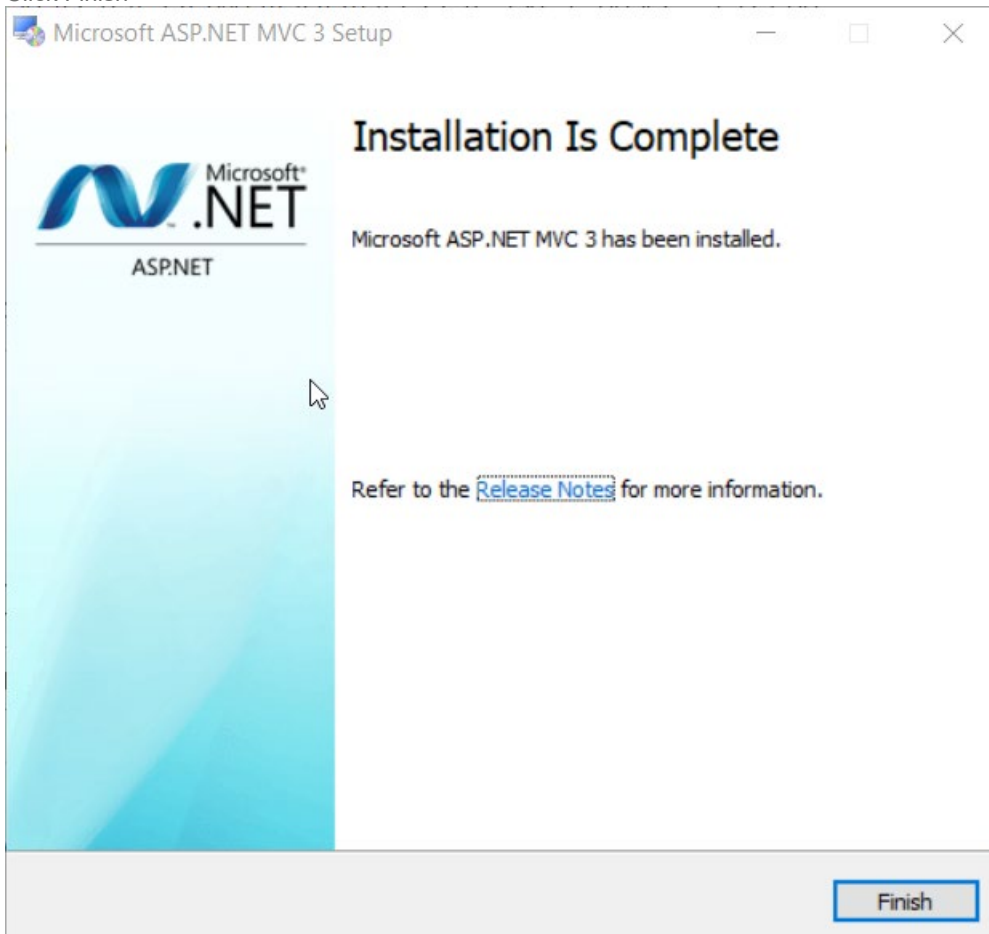 Microsoft ASP.NET MVC 3 Setup
Installation Is Complete
Microsoft
.NET
ASP.NET
Microsoft ASP.NET MVC 3 has been installed.
Refer to the Release Notes for more information.
Finish